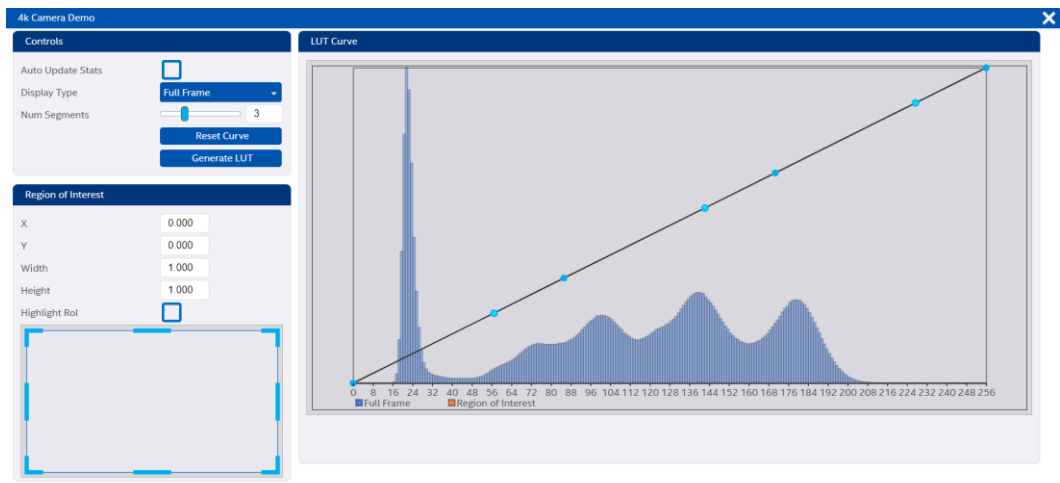 4k Camera Demo
Controls
Auto Update Stats
Display Type Full Frame
Num Segments 3
Reset Curve
Generate LUT
Region of Interest
X 0.000
Y 0.000
Width 1.000
Height 1.000
Highlight RoI
LUT Curve
0 8 16 24 32 40 48 56 64 72 80 88 96 104 112 120 128 136 144 152 160 168 176 184 192 200 208 216 224 232 240 248 256
Full Frame Region of Interest